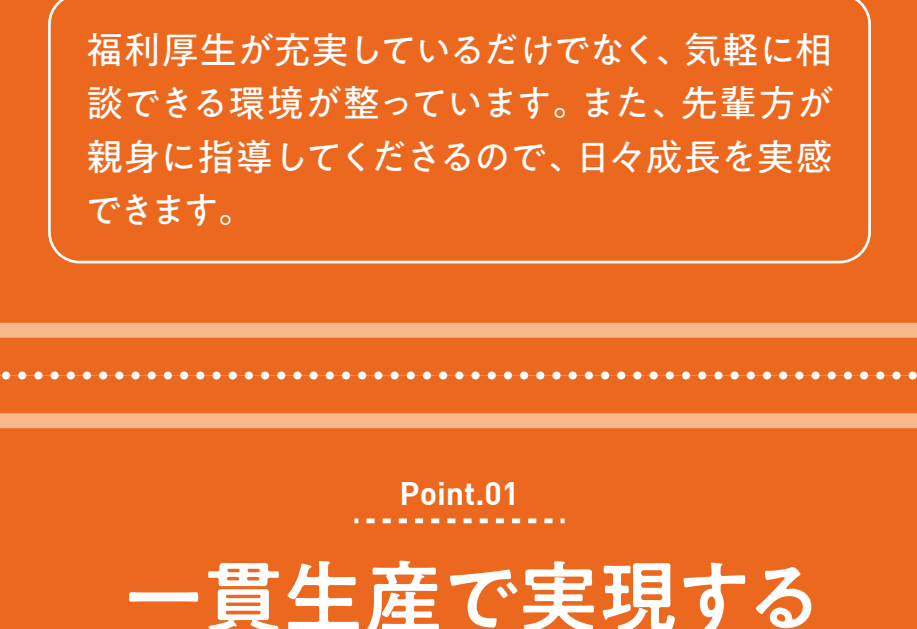 福利厚生が充実しているだけでなく、気軽に相
談できる環境が整っています。また、先輩方が
親身に指導してくださるので、日々成長を実感
できます。
Point.01
一貫生産で実現する